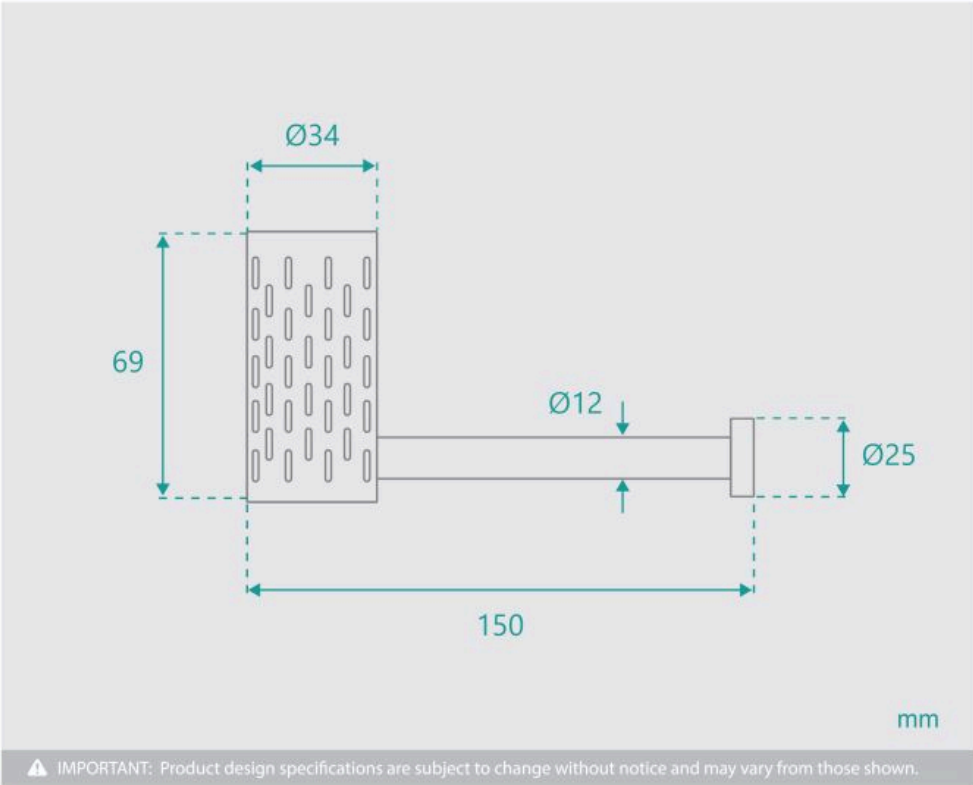 Ø34
69
Ø12
Ø25
150
mm
IMPORTANT: Product design specifications are subject to change without notice and may vary from those shown.